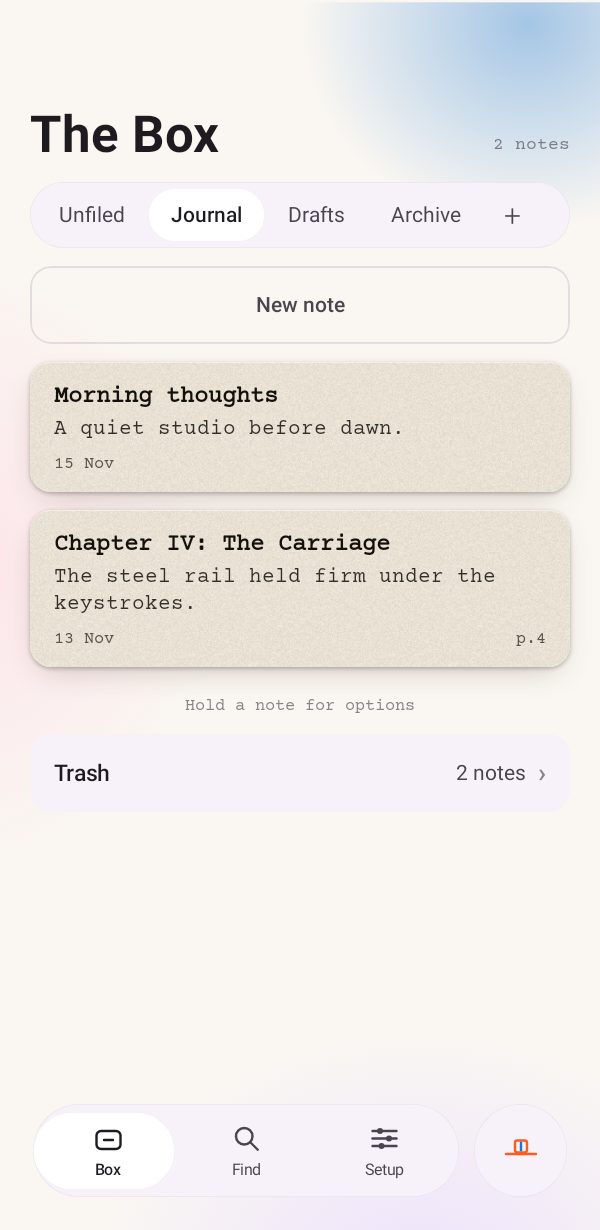 The Box
2 notes
Unfiled Journal Drafts Archive +
New note
Morning thoughts
A quiet studio before dawn.
15 Nov
Chapter IV: The Carriage
The steel rail held firm under the
keystrokes.
13 Nov p.4
Hold a note for options
Trash 2 notes ›
Box Find Setup